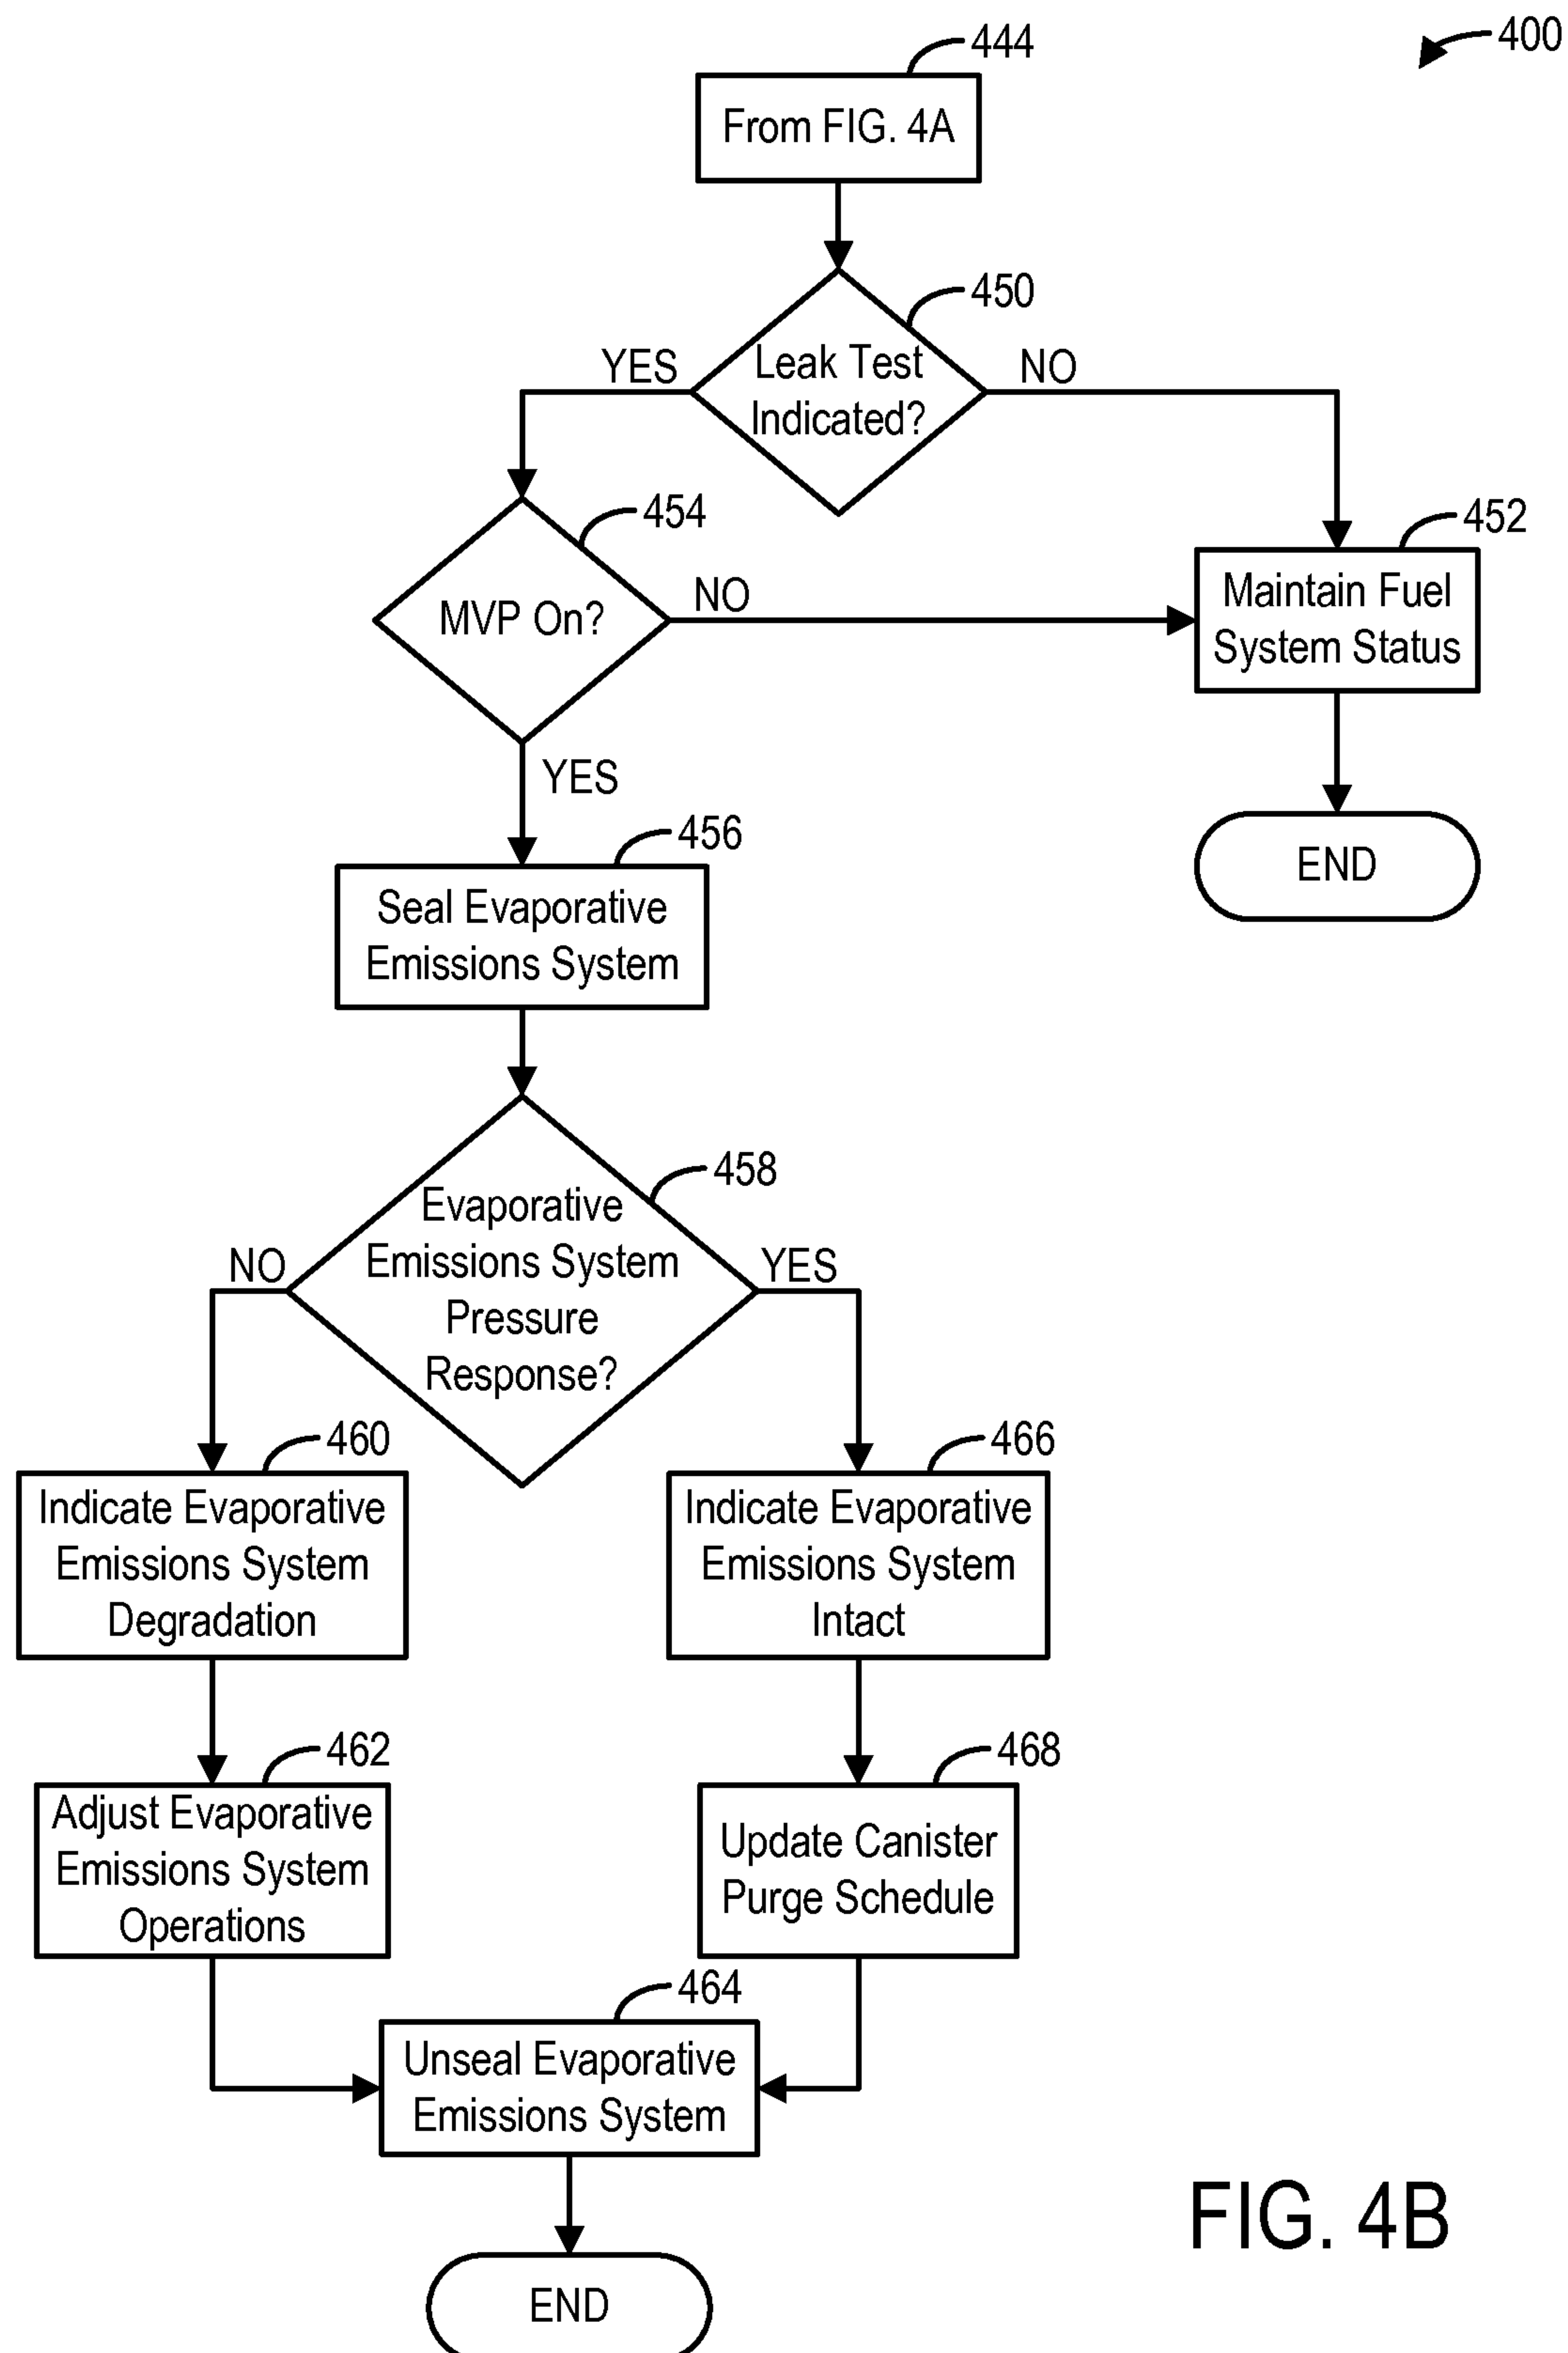 400
444
From FIG. 4A
450
Leak Test
Indicated?
YES
NO
454
MVP On?
NO
YES
452
Maintain Fuel
System Status
END
456
Seal Evaporative
Emissions System
458
Evaporative
Emissions System
Pressure
Response?
NO
YES
460
Indicate Evaporative
Emissions System
Degradation
466
Indicate Evaporative
Emissions System
Intact
462
Adjust Evaporative
Emissions System
Operations
468
Update Canister
Purge Schedule
464
Unseal Evaporative
Emissions System
END
FIG. 4B